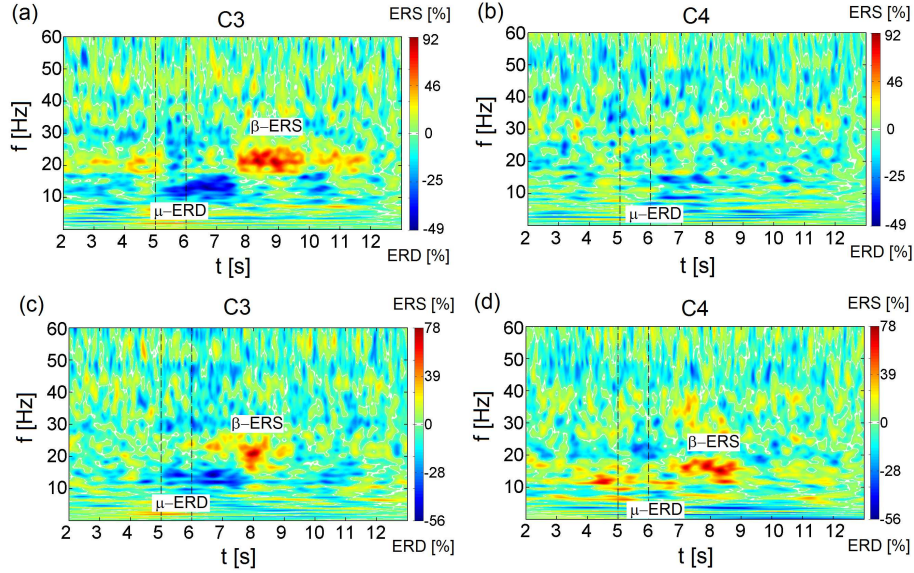 (a) C3 ERS [%]
60
50
40
30
20
10
f [Hz]
β−ERS
μ−ERD
2 3 4 5 6 7 8 9 10 11 12
t [s]
92
46
0
-25
-49
ERD [%]
(b) C4 ERS [%]
60
50
40
30
20
10
f [Hz]
μ−ERD
2 3 4 5 6 7 8 9 10 11 12
t [s]
92
46
0
-25
-49
ERD [%]
(c) C3 ERS [%]
60
50
40
30
20
10
f [Hz]
β−ERS
μ−ERD
2 3 4 5 6 7 8 9 10 11 12
t [s]
78
39
0
-28
-56
ERD [%]
(d) C4 ERS [%]
60
50
40
30
20
10
f [Hz]
β−ERS
μ−ERD
2 3 4 5 6 7 8 9 10 11 12
t [s]
78
39
0
-28
-56
ERD [%]